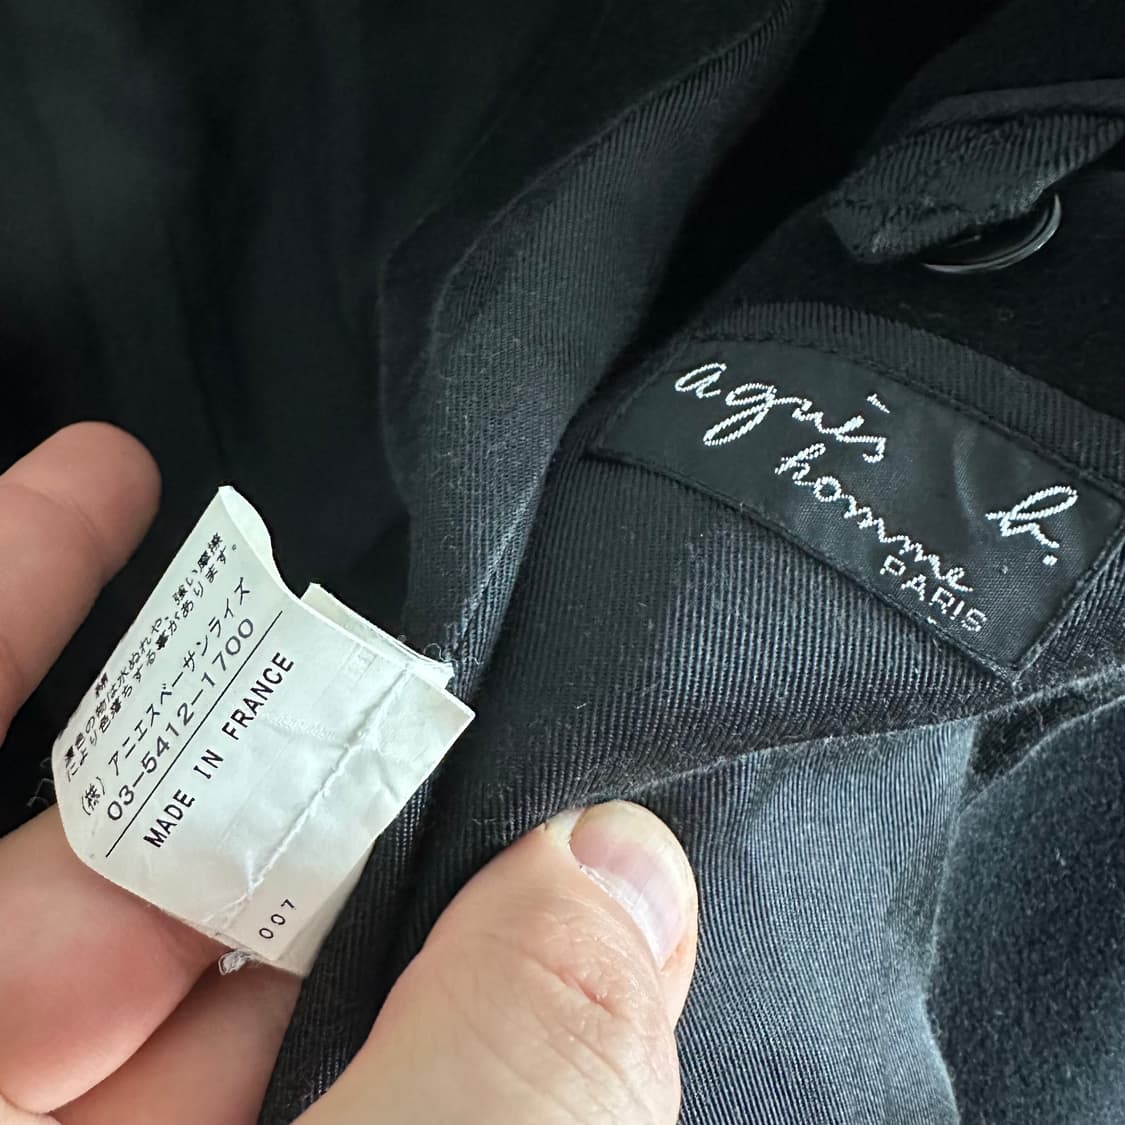 濃色の物は水ぬれや、強い摩擦
により色落ちする事があります。
(株) アニエスベーサンライズ
03-5412-1700
MADE IN FRANCE
007
agnès b.
homme
PARIS